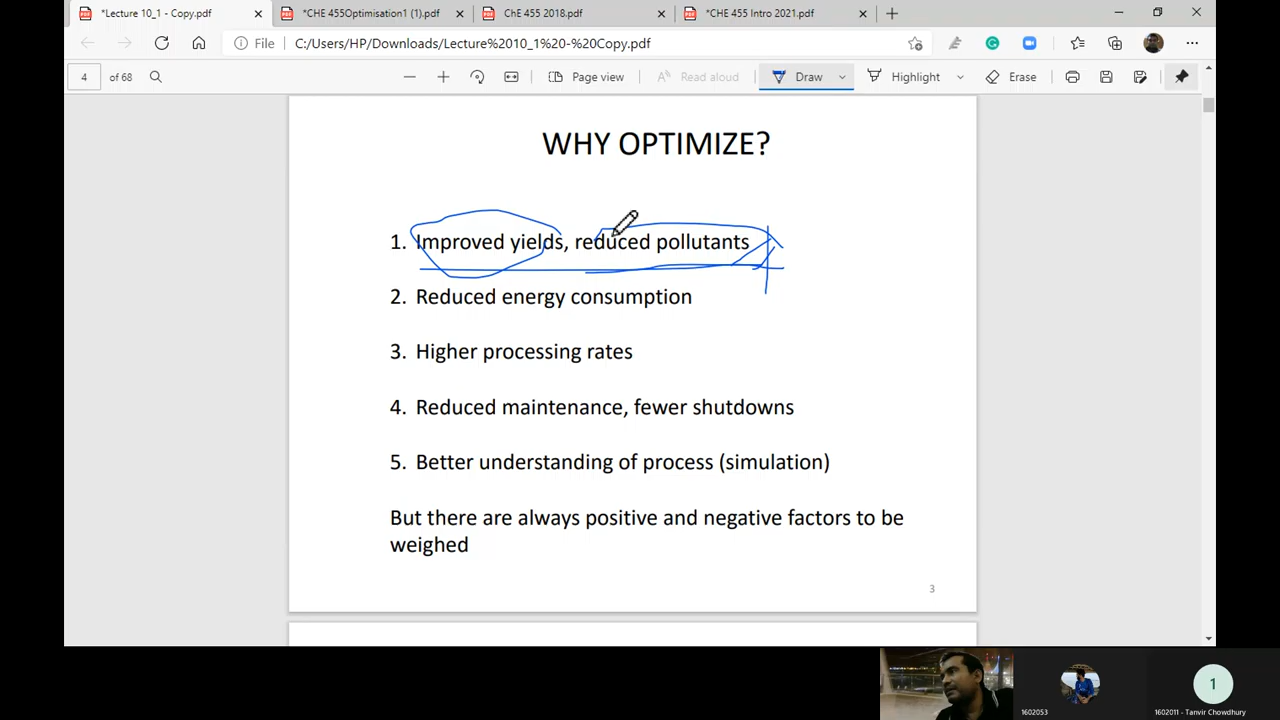 *Lecture 10_1 - Copy.pdf
*CHE 455Optimisation1 (1).pdf
ChE 455 2018.pdf
*CHE 455 Intro 2021.pdf
File
C:/Users/HP/Downloads/Lecture%2010_1%20-%20Copy.pdf
4 of 68
Page view
Read aloud
Draw
Highlight
Erase
WHY OPTIMIZE?
1. Improved yields, reduced pollutants
2. Reduced energy consumption
3. Higher processing rates
4. Reduced maintenance, fewer shutdowns
5. Better understanding of process (simulation)
But there are always positive and negative factors to be
weighed
3
1
1602053
1602011 - Tanvir Chowdhury